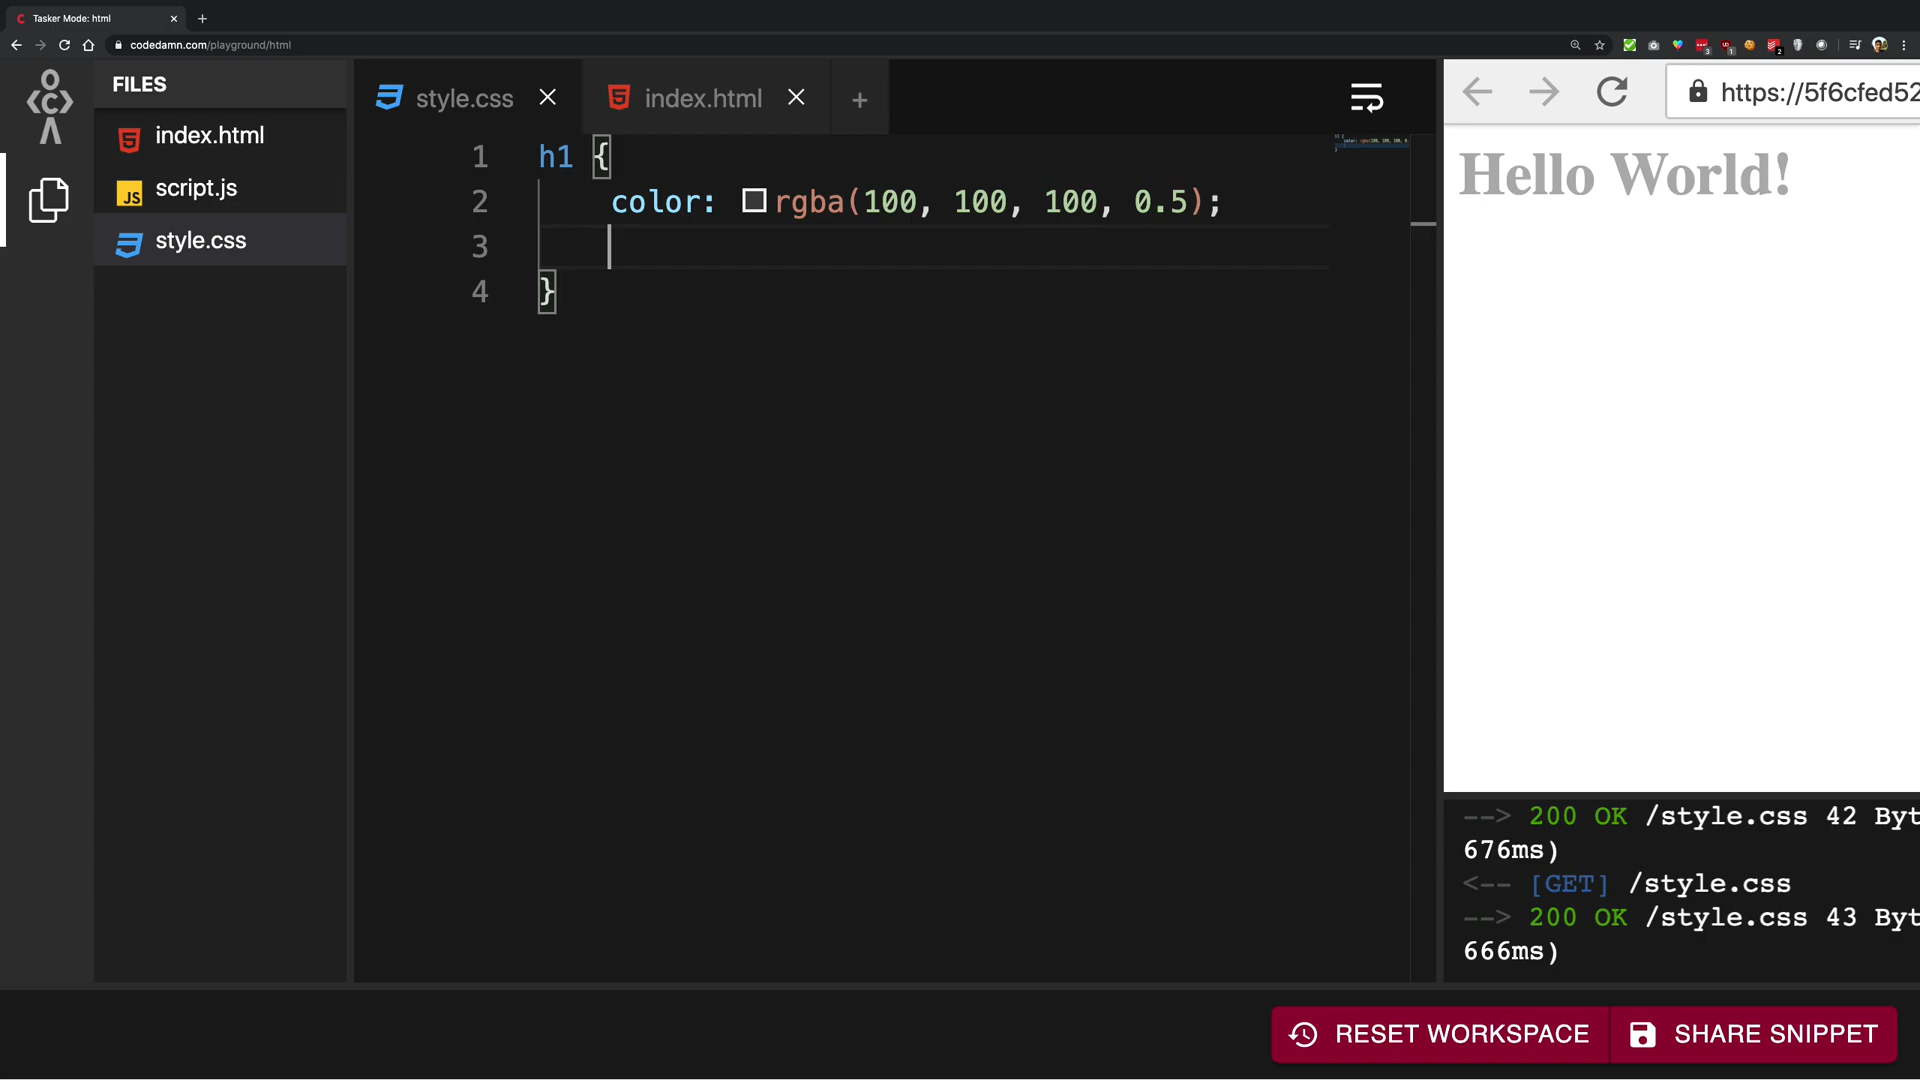 Tasker Mode: html
codedamn.com/playground/html
FILES
index.html
script.js
style.css
style.css
index.html
1 h1 {
2 color: rgba(100, 100, 100, 0.5);
3
4 }
https://5f6cfed52
Hello World!
--> 200 OK /style.css 42 Byt
676ms)
<-- [GET] /style.css
--> 200 OK /style.css 43 Byt
666ms)
RESET WORKSPACE
SHARE SNIPPET